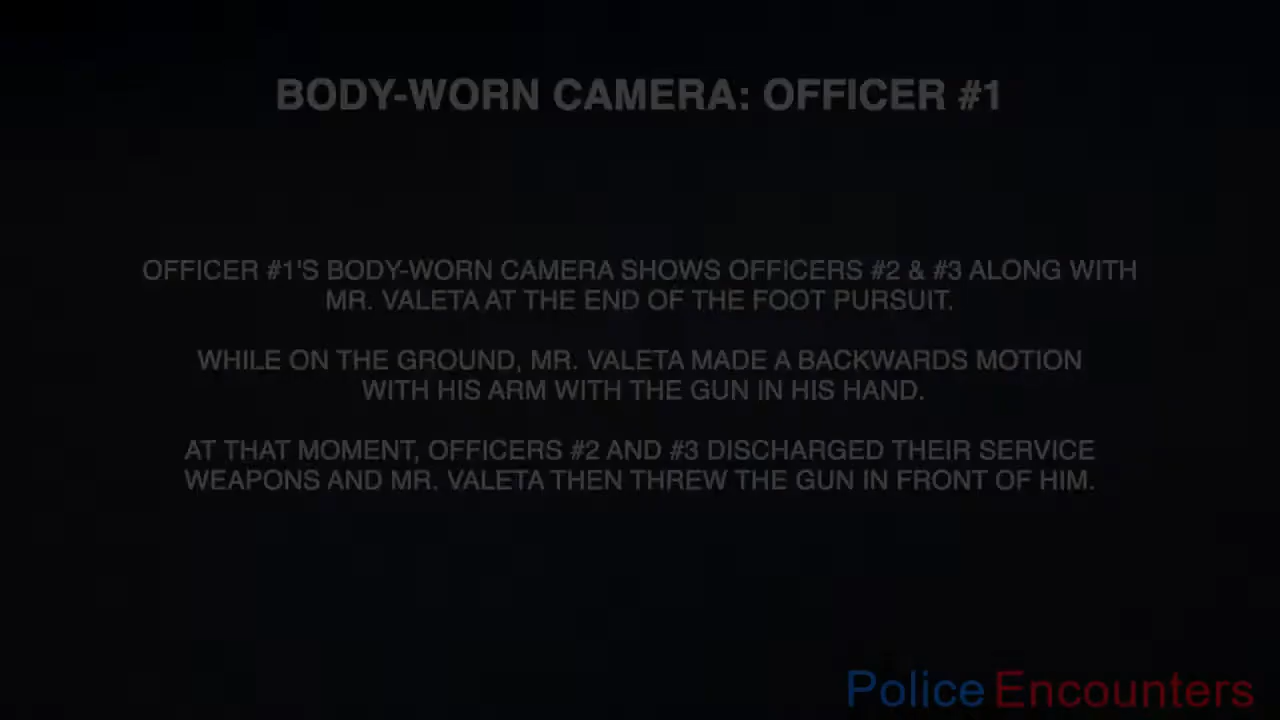 BODY-WORN CAMERA: OFFICER #1
OFFICER #1'S BODY-WORN CAMERA SHOWS OFFICERS #2 & #3 ALONG WITH
MR. VALETA AT THE END OF THE FOOT PURSUIT.
WHILE ON THE GROUND, MR. VALETA MADE A BACKWARDS MOTION
WITH HIS ARM WITH THE GUN IN HIS HAND.
AT THAT MOMENT, OFFICERS #2 AND #3 DISCHARGED THEIR SERVICE
WEAPONS AND MR. VALETA THEN THREW THE GUN IN FRONT OF HIM.
Police Encounters